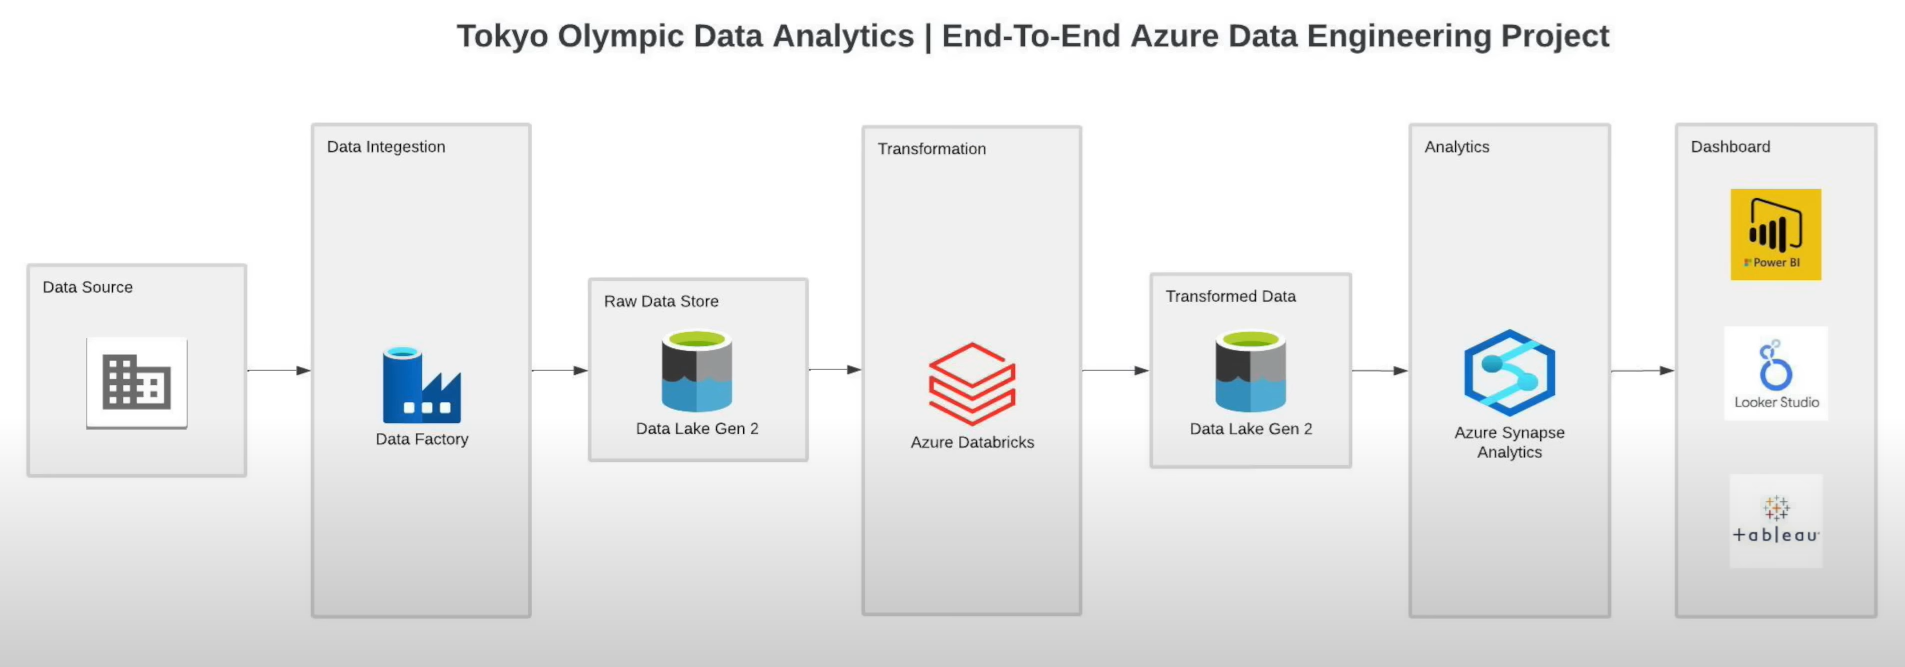 Tokyo Olympic Data Analytics | End-To-End Azure Data Engineering Project
Data Source
Data Integestion
Data Factory
Raw Data Store
Data Lake Gen 2
Transformation
Azure Databricks
Transformed Data
Data Lake Gen 2
Analytics
Azure Synapse
Analytics
Dashboard
Power BI
Looker Studio
+ableau